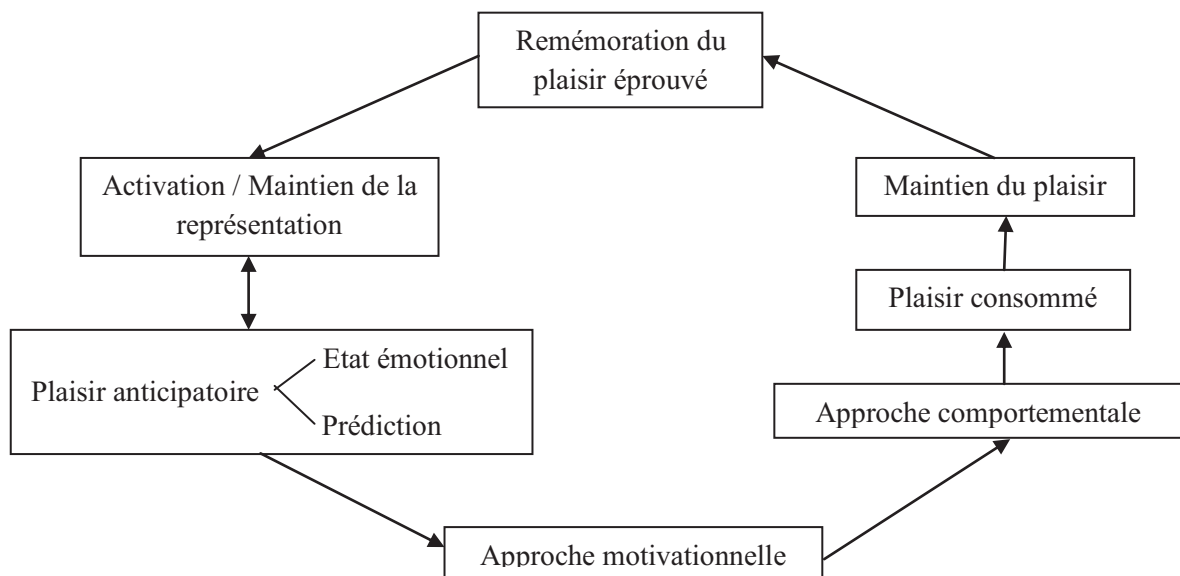 Remémoration du
plaisir éprouvé
Activation / Maintien de la
représentation
Maintien du plaisir
Plaisir consommé
Etat émotionnel
Plaisir anticipatoire
Prédiction
Approche comportementale
Approche motivationnelle